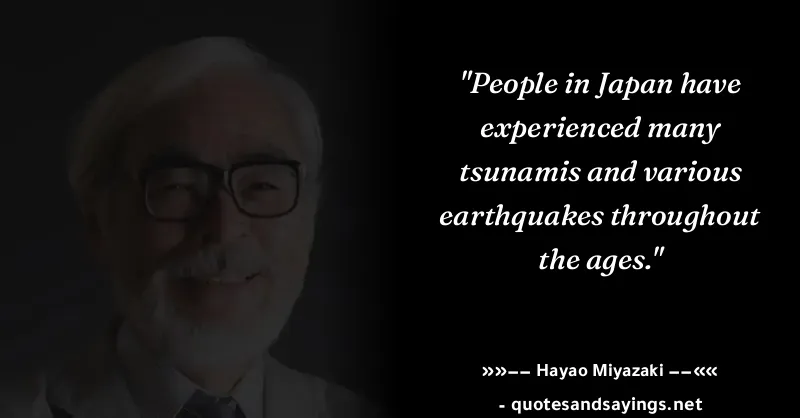 "People in Japan have
experienced many
tsunamis and various
earthquakes throughout
the ages."
»»−− Hayao Miyazaki −−««
- quotesandsayings.net